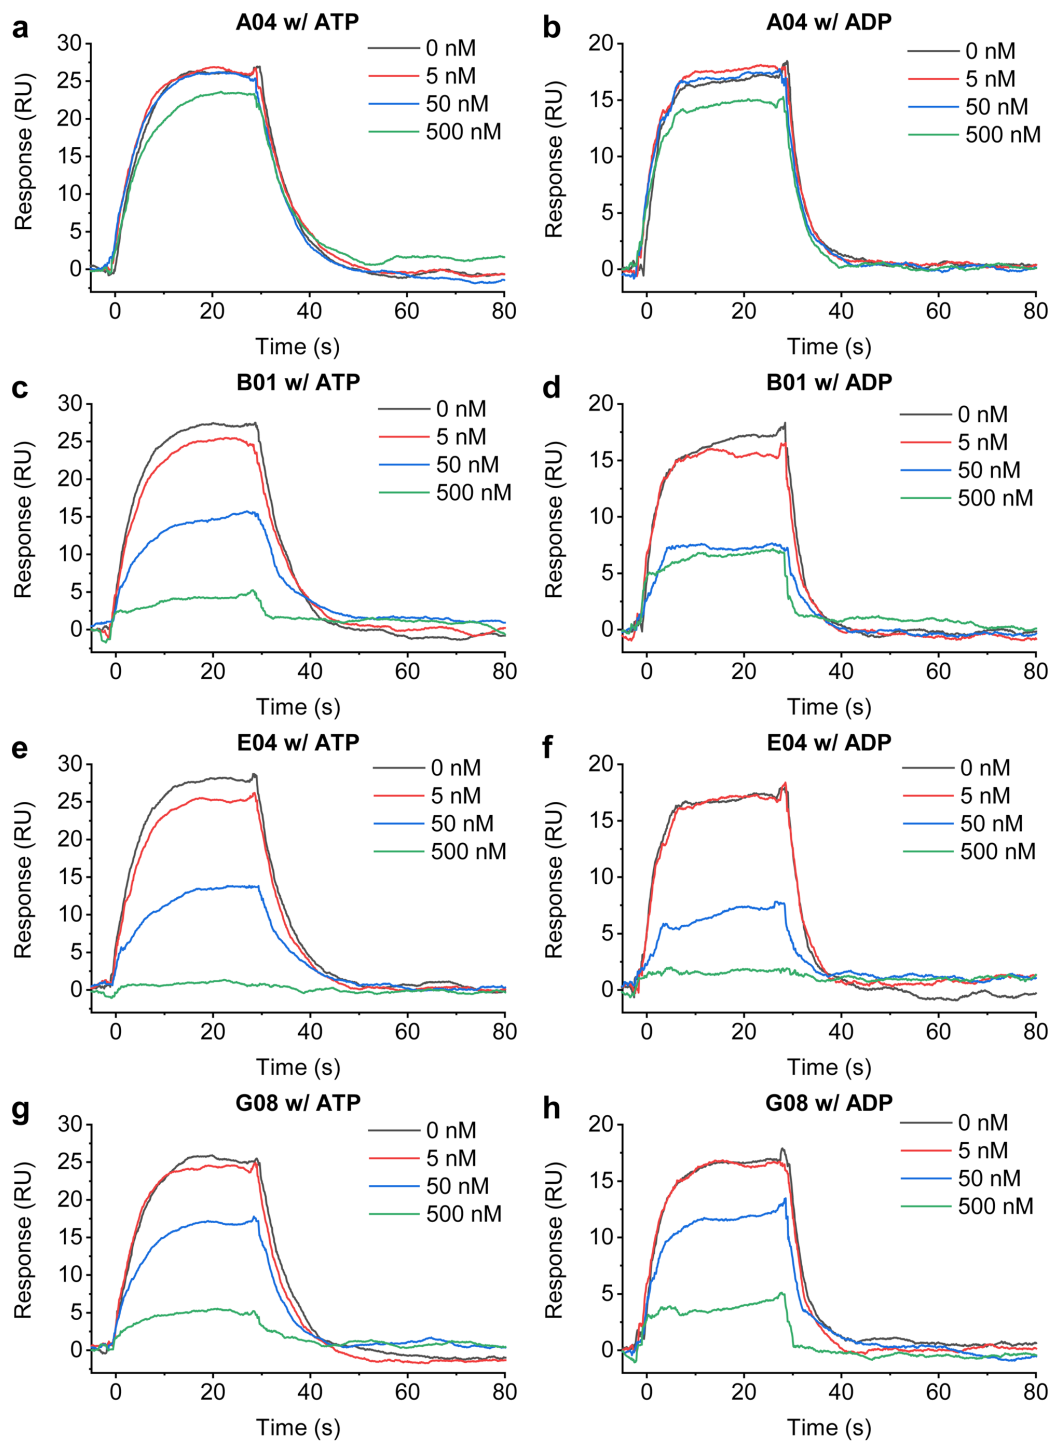 a
A04 w/ ATP
30
25
20
15
10
5
0
0 nM
5 nM
50 nM
500 nM
Response (RU)
0 20 40 60 80
Time (s)
b
A04 w/ ADP
20
15
10
5
0
0 nM
5 nM
50 nM
500 nM
Response (RU)
0 20 40 60 80
Time (s)
c
B01 w/ ATP
30
25
20
15
10
5
0
0 nM
5 nM
50 nM
500 nM
Response (RU)
0 20 40 60 80
Time (s)
d
B01 w/ ADP
20
15
10
5
0
0 nM
5 nM
50 nM
500 nM
Response (RU)
0 20 40 60 80
Time (s)
e
E04 w/ ATP
30
25
20
15
10
5
0
0 nM
5 nM
50 nM
500 nM
Response (RU)
0 20 40 60 80
Time (s)
f
E04 w/ ADP
20
15
10
5
0
0 nM
5 nM
50 nM
500 nM
Response (RU)
0 20 40 60 80
Time (s)
g
G08 w/ ATP
30
25
20
15
10
5
0
0 nM
5 nM
50 nM
500 nM
Response (RU)
0 20 40 60 80
Time (s)
h
G08 w/ ADP
20
15
10
5
0
0 nM
5 nM
50 nM
500 nM
Response (RU)
0 20 40 60 80
Time (s)